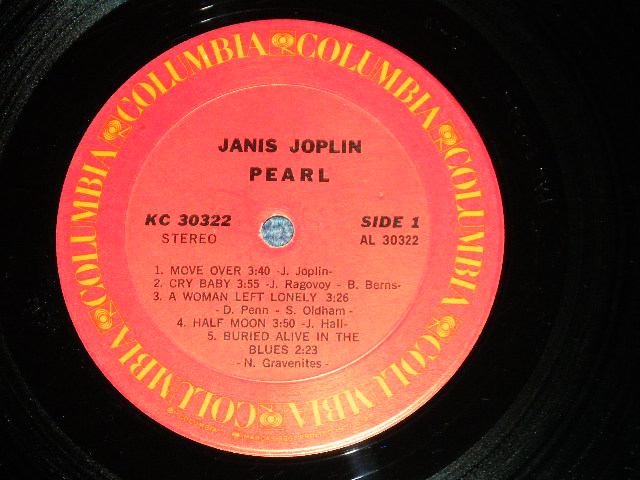 COLUMBIA COLUMBIA COLUMBIA COLUMBIA COLUMBIA COLUMBIA
JANIS JOPLIN
PEARL
KC 30322 SIDE 1
STEREO AL 30322
1. MOVE OVER 3:40 -J. Joplin-
2. CRY BABY 3:55 -J. Ragovoy - B. Berns-
3. A WOMAN LEFT LONELY 3:26
- D. Penn - S. Oldham -
4. HALF MOON 3:50 -J. Hall-
5. BURIED ALIVE IN THE
BLUES 2:23
- N. Gravenites -